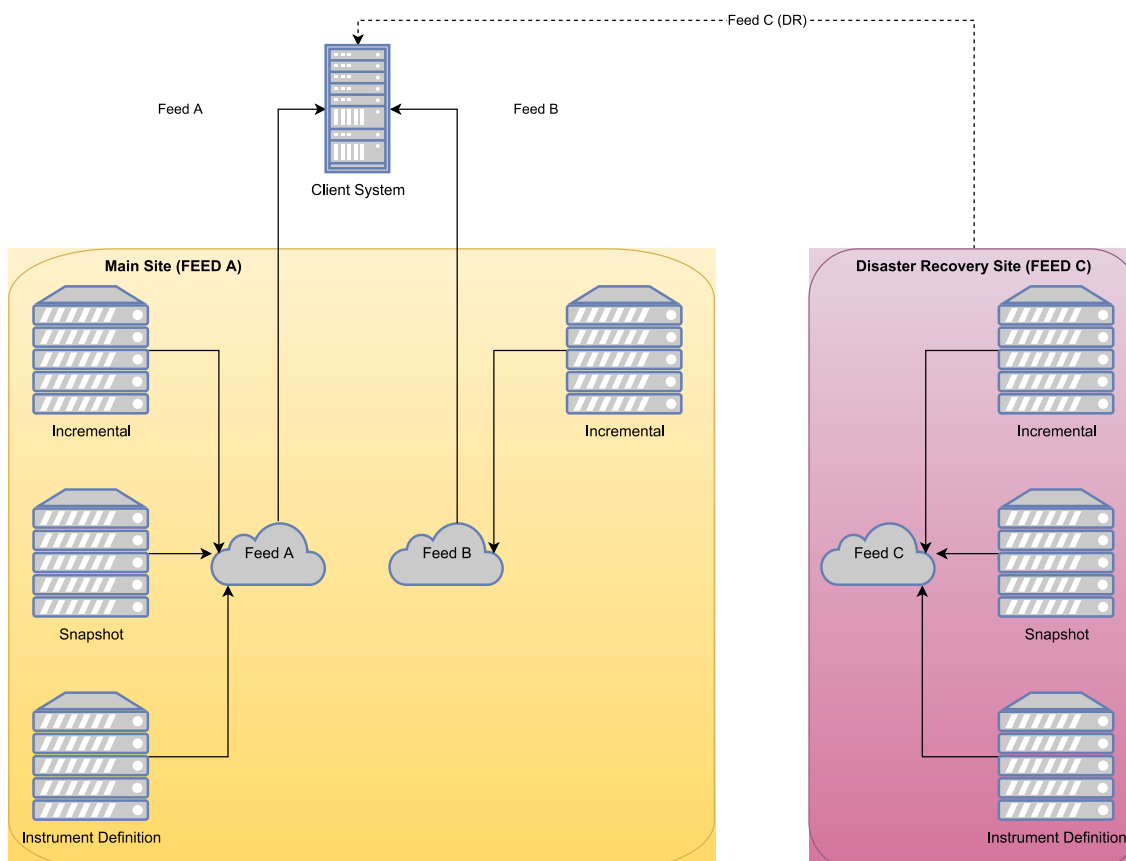 Feed C (DR)
Feed A
Feed B
Client System
Main Site (FEED A)
Disaster Recovery Site (FEED C)
Incremental
Incremental
Incremental
Feed A
Feed B
Feed C
Snapshot
Snapshot
Instrument Definition
Instrument Definition